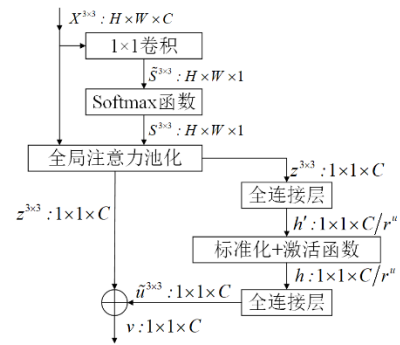 X^{3×3} : H×W×C
1×1卷积
S̃^{3×3} : H×W×1
Softmax函数
S^{3×3} : H×W×1
全局注意力池化
z^{3×3} : 1×1×C
全连接层
z^{3×3} : 1×1×C
h′ : 1×1×C/r^u
标准化+激活函数
h : 1×1×C/r^u
ũ^{3×3} : 1×1×C
全连接层
v : 1×1×C